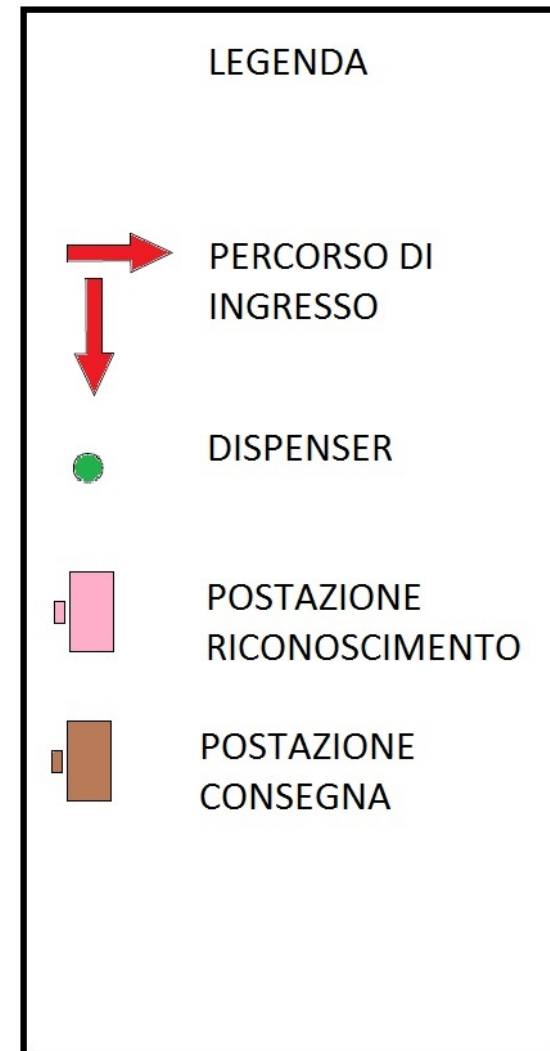 LEGENDA
PERCORSO DI
INGRESSO
DISPENSER
POSTAZIONE
RICONOSCIMENTO
POSTAZIONE
CONSEGNA